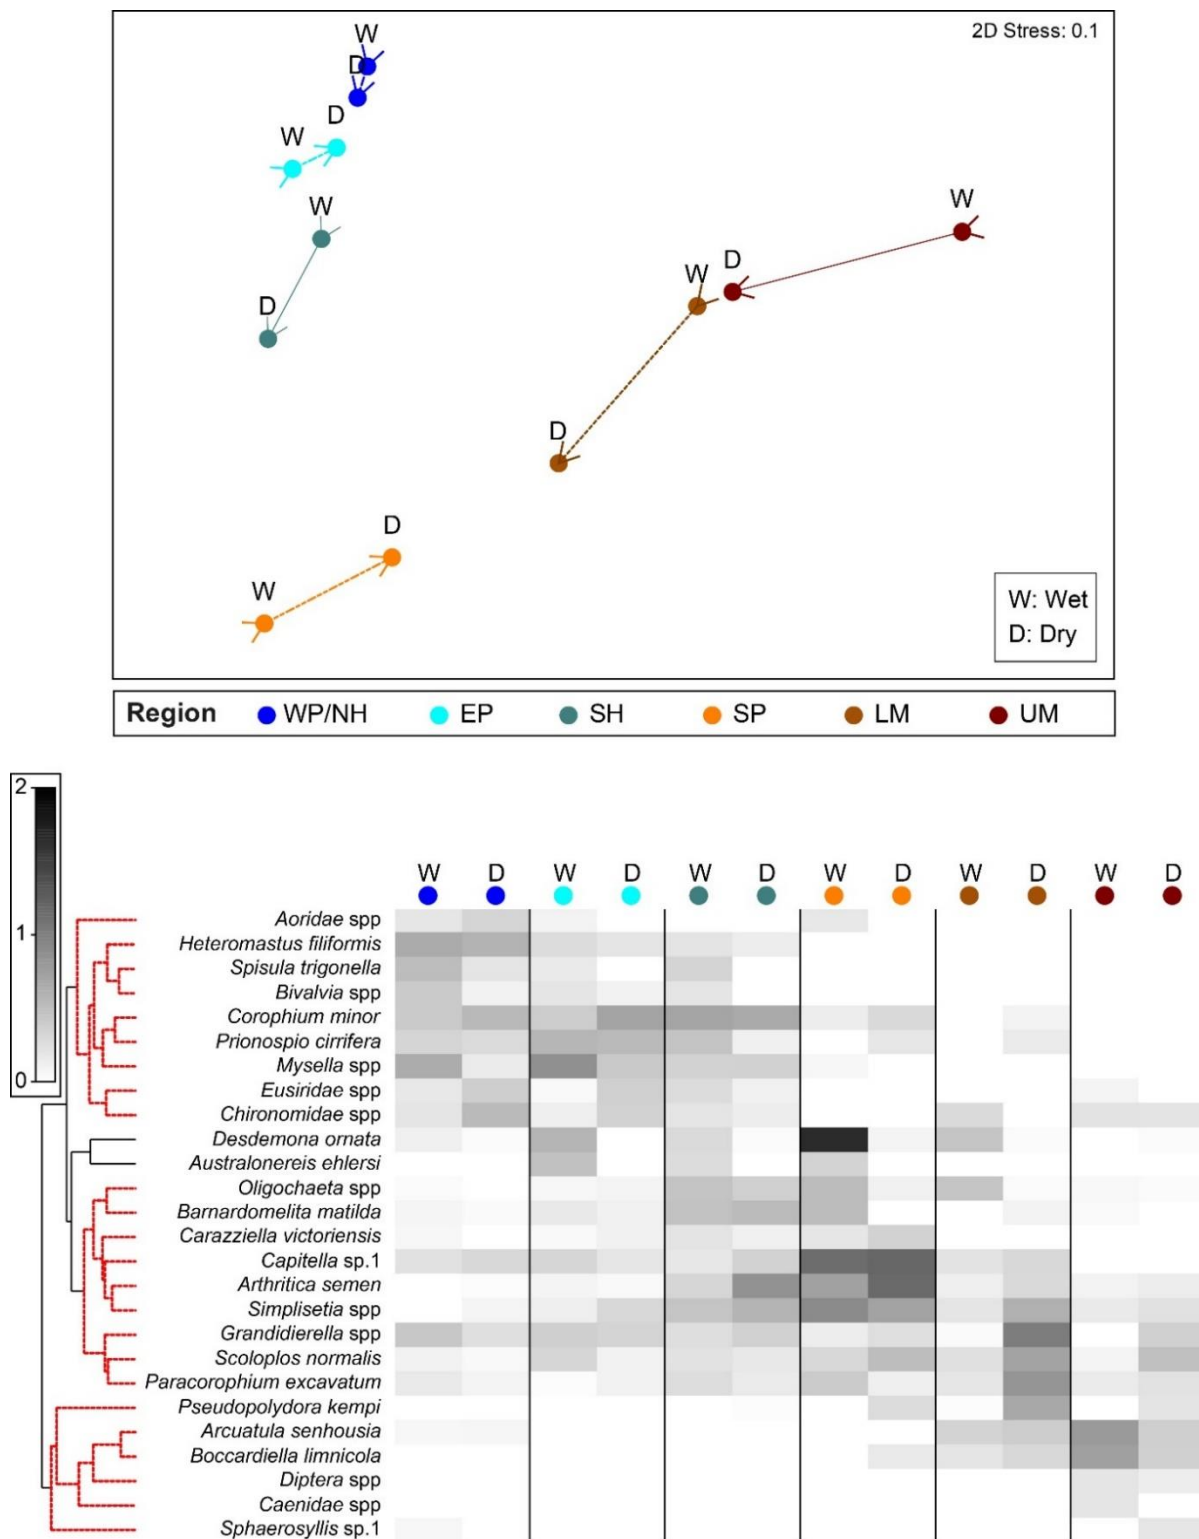 2D Stress: 0.1
W
D
D
W
W
D
W
W
D
D
D
W
W: Wet
D: Dry
Region WP/NH EP SH SP LM UM
2
1
0
W D W D W D W D W D W D
Aoridae spp
Heteromastus filiformis
Spisula trigonella
Bivalvia spp
Corophium minor
Prionospio cirrifera
Mysella spp
Eusiridae spp
Chironomidae spp
Desdemona ornata
Australonereis ehlersi
Oligochaeta spp
Barnardomelita matilda
Carazziella victoriensis
Capitella sp.1
Arthritica semen
Simplisetia spp
Grandidierella spp
Scoloplos normalis
Paracorophium excavatum
Pseudopolydora kempi
Arcuatula senhousia
Boccardiella limnicola
Diptera spp
Caenidae spp
Sphaerosyllis sp.1